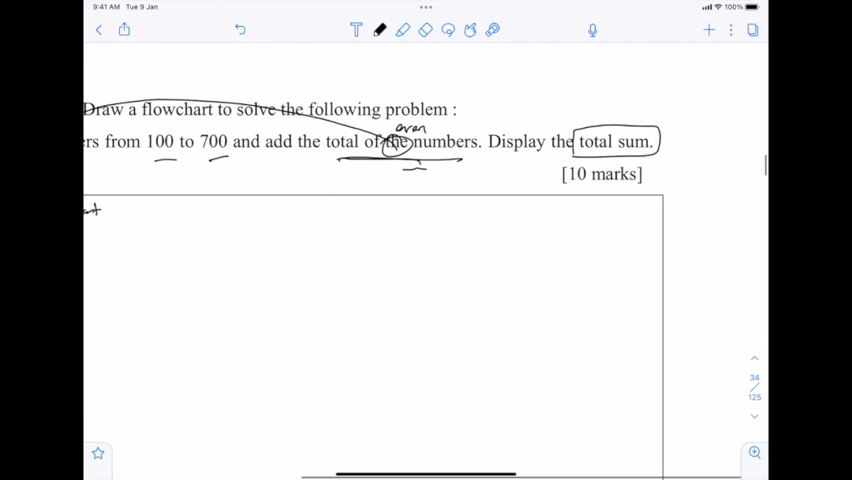 9:41 AM Tue 9 Jan
100%
Draw a flowchart to solve the following problem :
even
ers from 100 to 700 and add the total of the numbers. Display the total sum.
[10 marks]
34
125